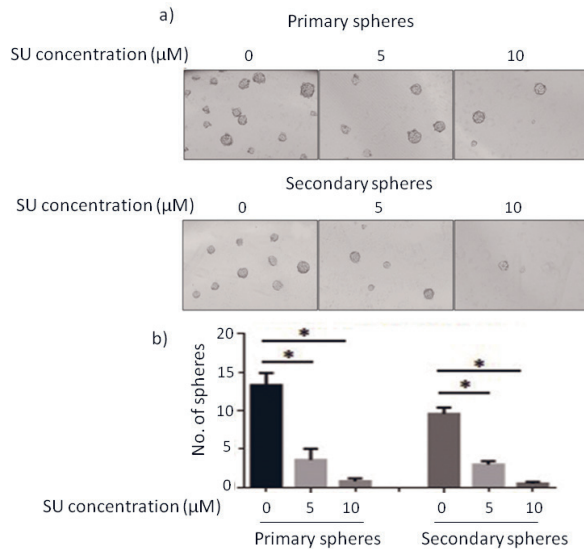 a)
Primary spheres
SU concentration (µM) 0 5 10
Secondary spheres
SU concentration (µM) 0 5 10
b)
No. of spheres
20
15
10
5
0
*
*
*
*
SU concentration (µM) 0 5 10 0 5 10
Primary spheres Secondary spheres